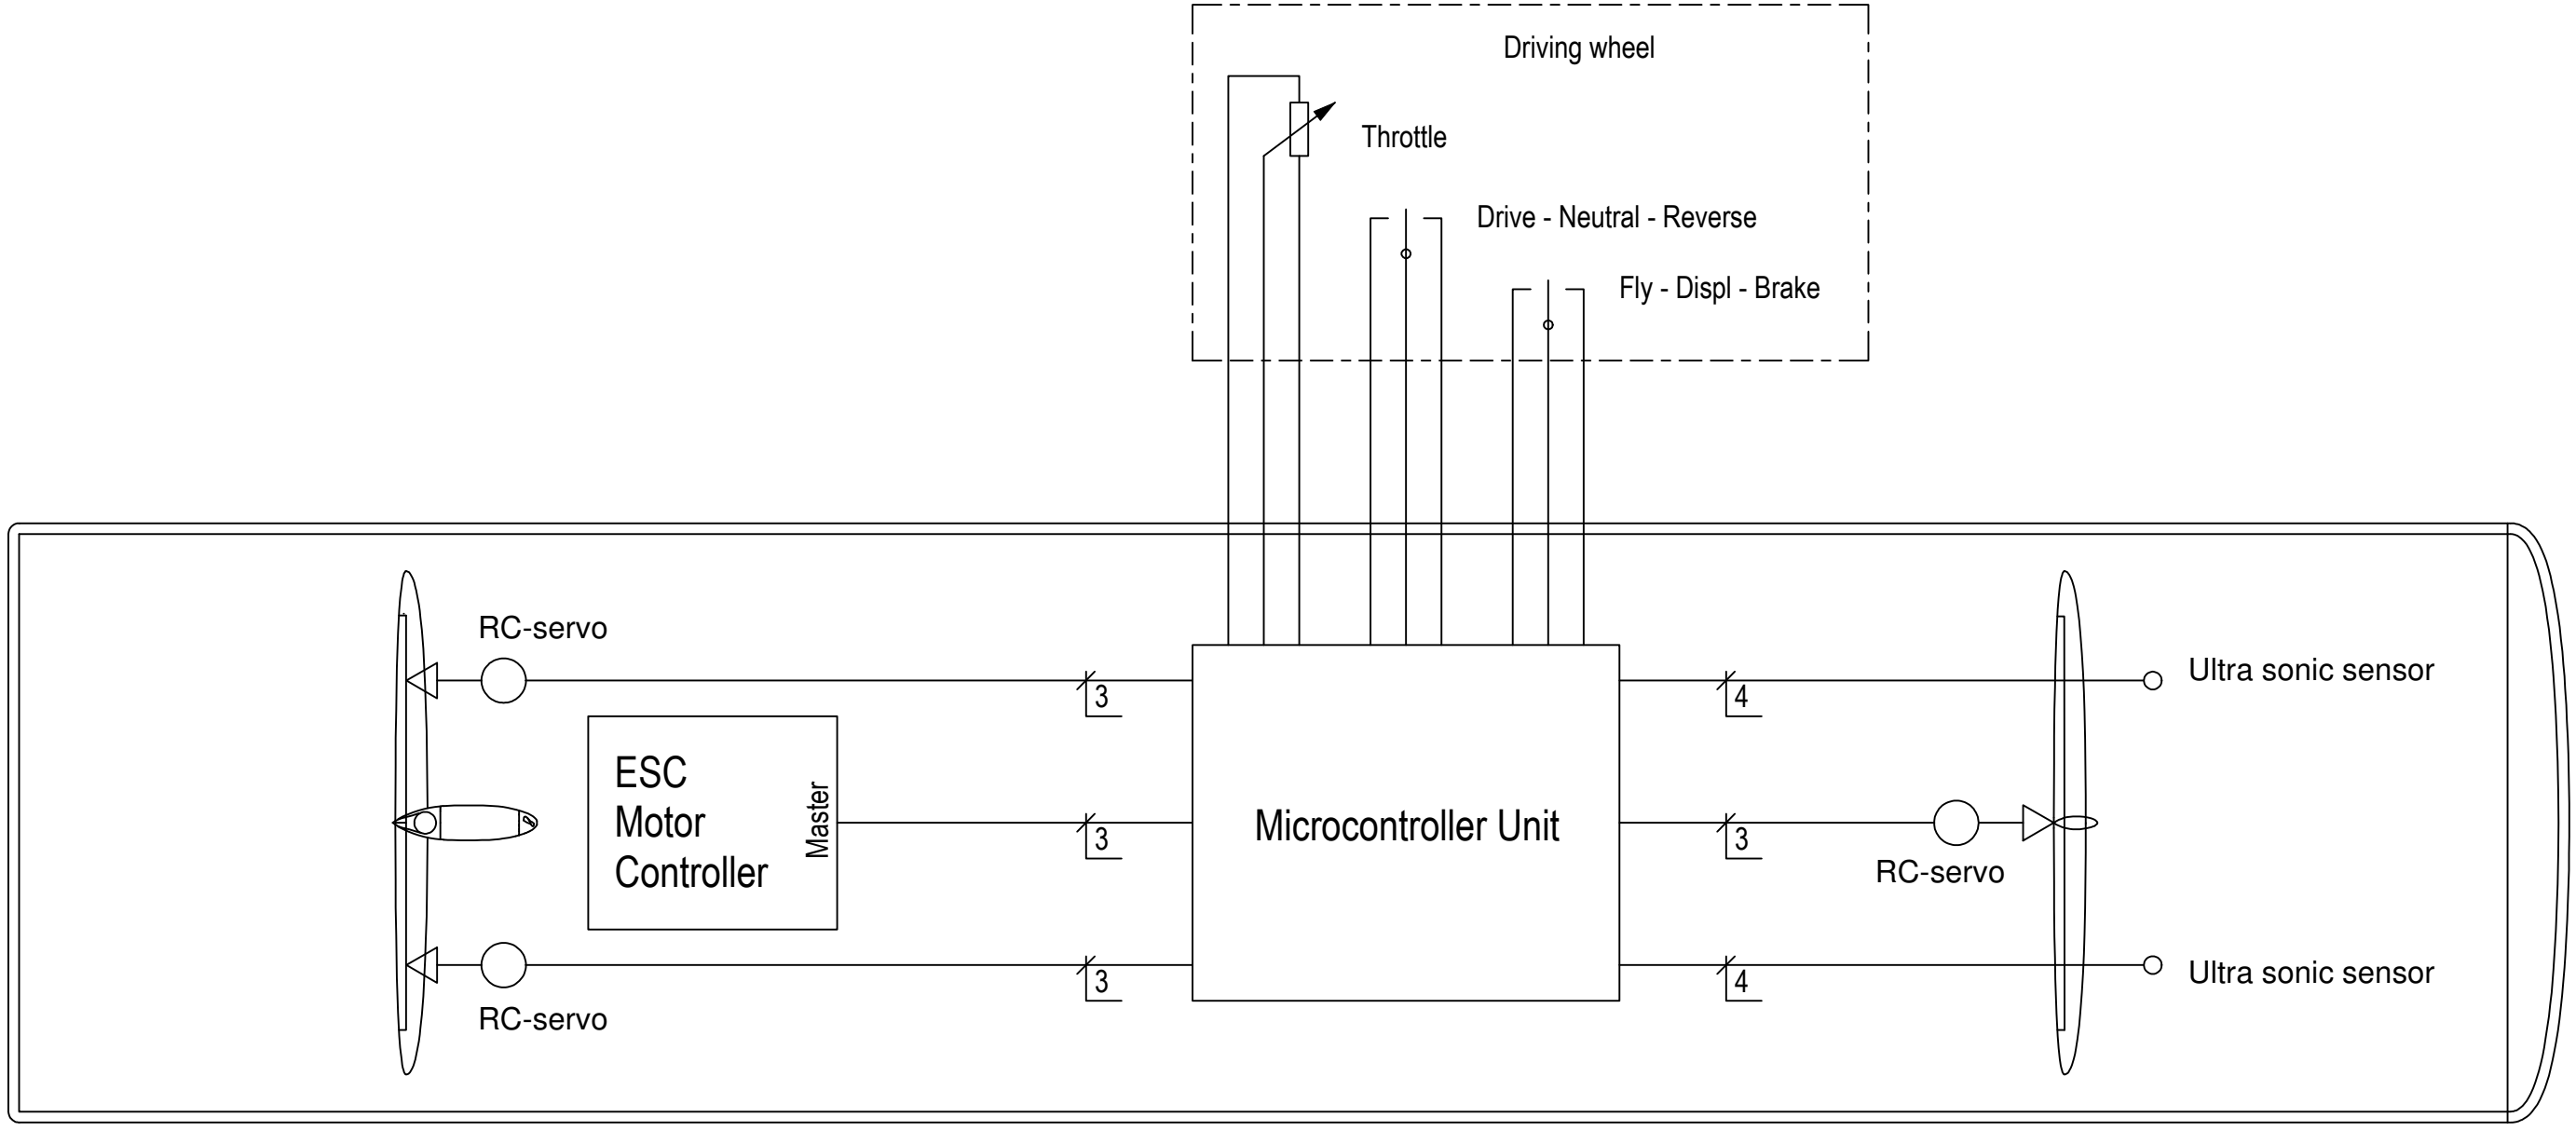 Driving wheel
Throttle
Drive - Neutral - Reverse
Fly - Displ - Brake
RC-servo
3
4
Ultra sonic sensor
ESC
Motor
Controller
Master
3
Microcontroller Unit
3
RC-servo
3
RC-servo
4
Ultra sonic sensor